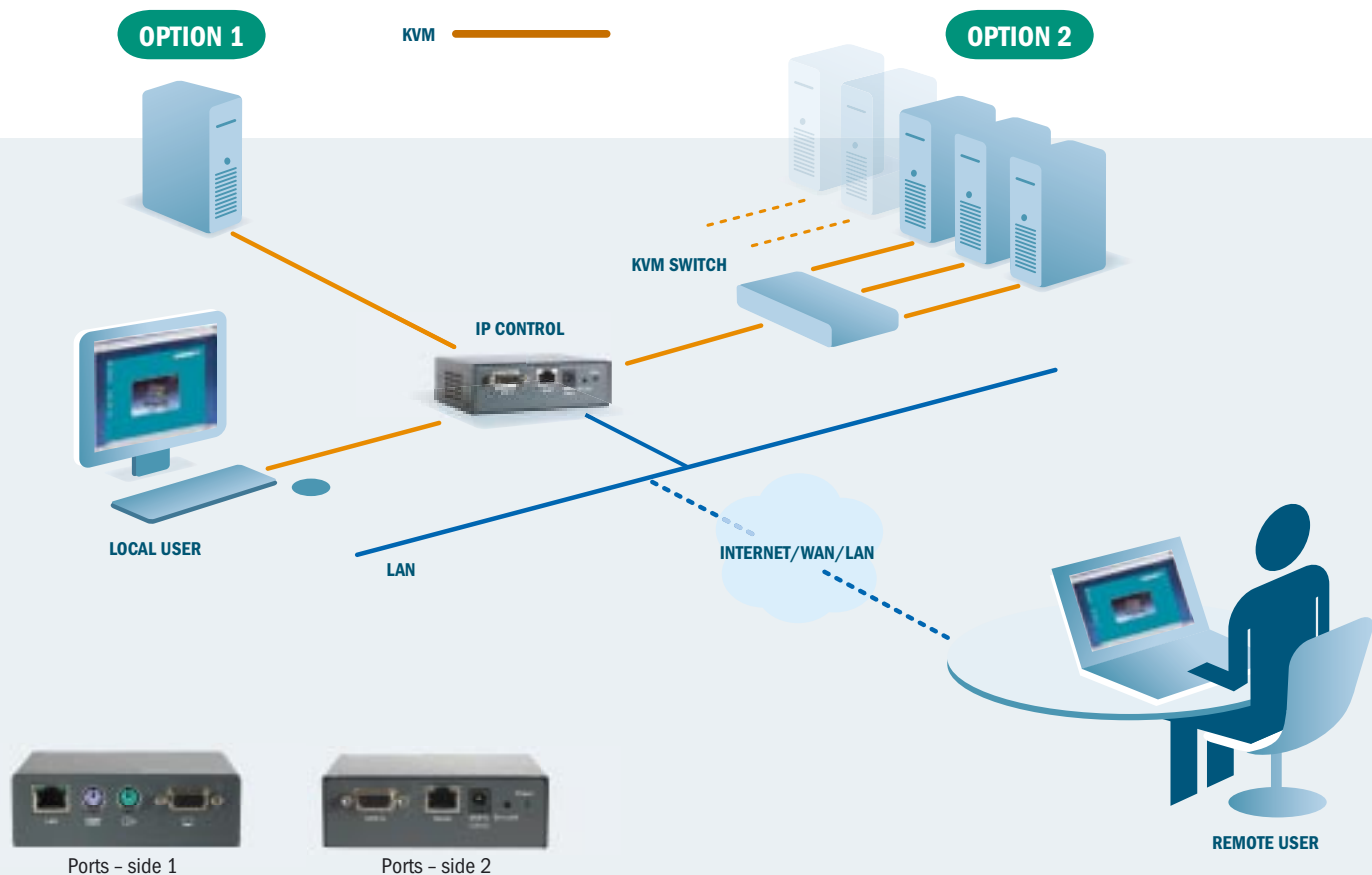 OPTION 1
KVM
OPTION 2
KVM SWITCH
IP CONTROL
LOCAL USER
LAN
INTERNET/WAN/LAN
REMOTE USER
Ports – side 1
Ports – side 2